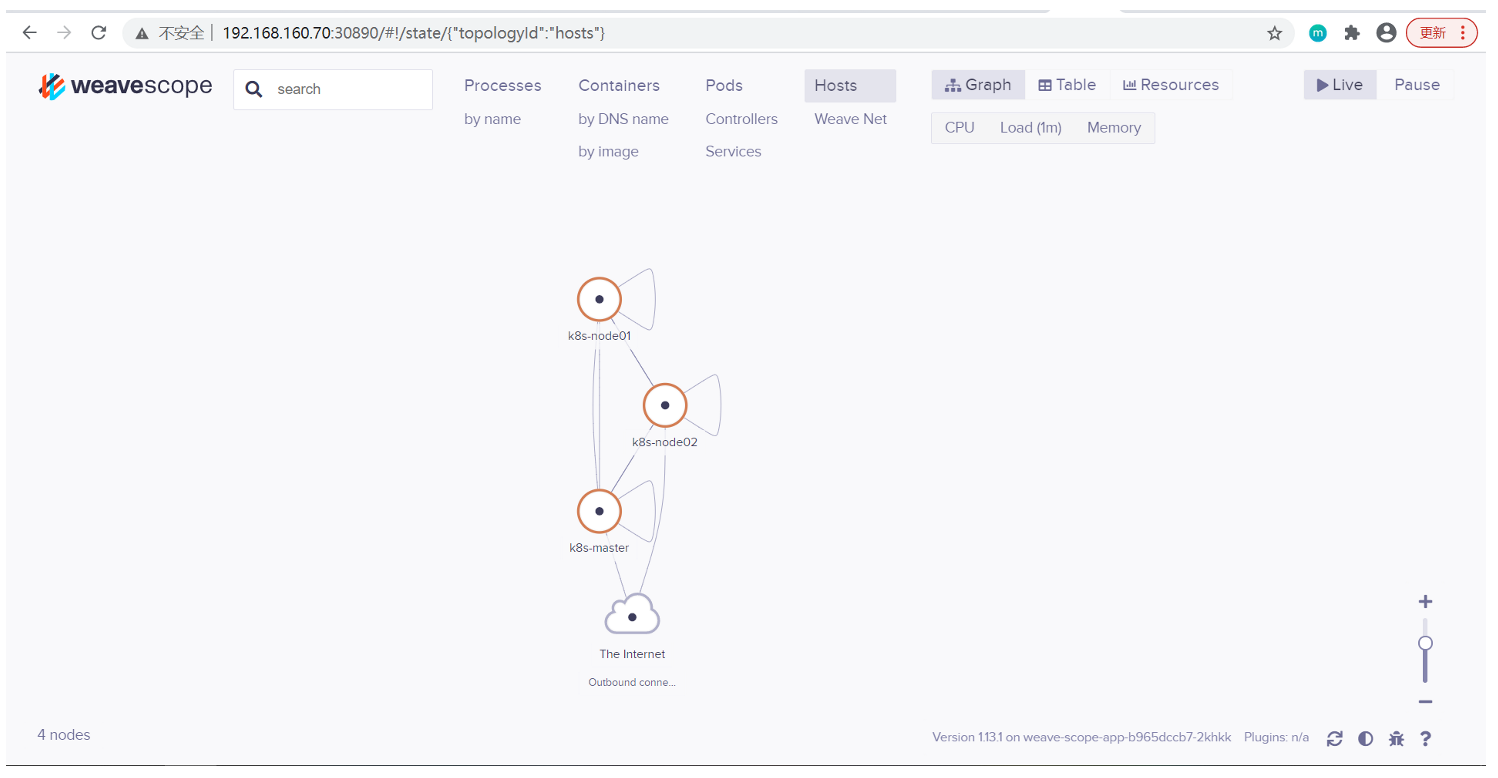 不安全 | 192.168.160.70:30890/#!/state/{"topologyId":"hosts"}
m
更新
weavescope
search
Processes
by name
Containers
by DNS name
by image
Pods
Controllers
Services
Hosts
Weave Net
Graph
Table
Resources
CPU
Load (1m)
Memory
Live
Pause
k8s-node01
k8s-node02
k8s-master
The Internet
Outbound conne...
4 nodes
Version 1.13.1 on weave-scope-app-b965dccb7-2khkk
Plugins: n/a